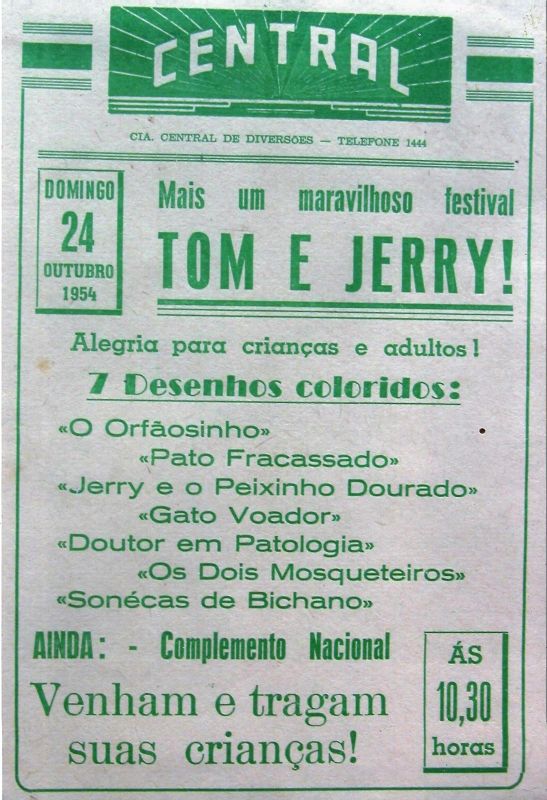 CENTRAL
CIA. CENTRAL DE DIVERSÕES — TELEFONE 1444
DOMINGO
24
OUTUBRO
1954
Mais um maravilhoso festival
TOM E JERRY!
Alegria para crianças e adultos!
7 Desenhos coloridos:
«O Orfãosinho»
«Pato Fracassado»
«Jerry e o Peixinho Dourado»
«Gato Voador»
«Doutor em Patologia»
«Os Dois Mosqueteiros»
«Sonécas de Bichano»
AINDA: - Complemento Nacional
Venham e tragam
suas crianças!
ÁS
10,30
horas